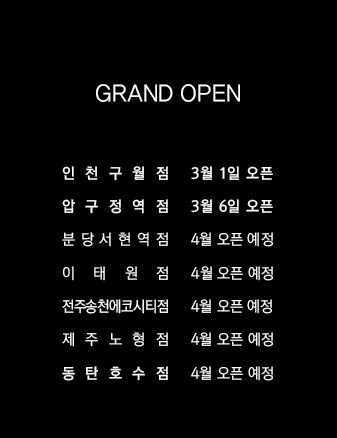 GRAND OPEN
인천구월점 3월 1일 오픈
압구정역점 3월 6일 오픈
분당서현역점 4월 오픈 예정
이태원점 4월 오픈 예정
전주송천에코시티점 4월 오픈 예정
제주노형점 4월 오픈 예정
동탄호수점 4월 오픈 예정